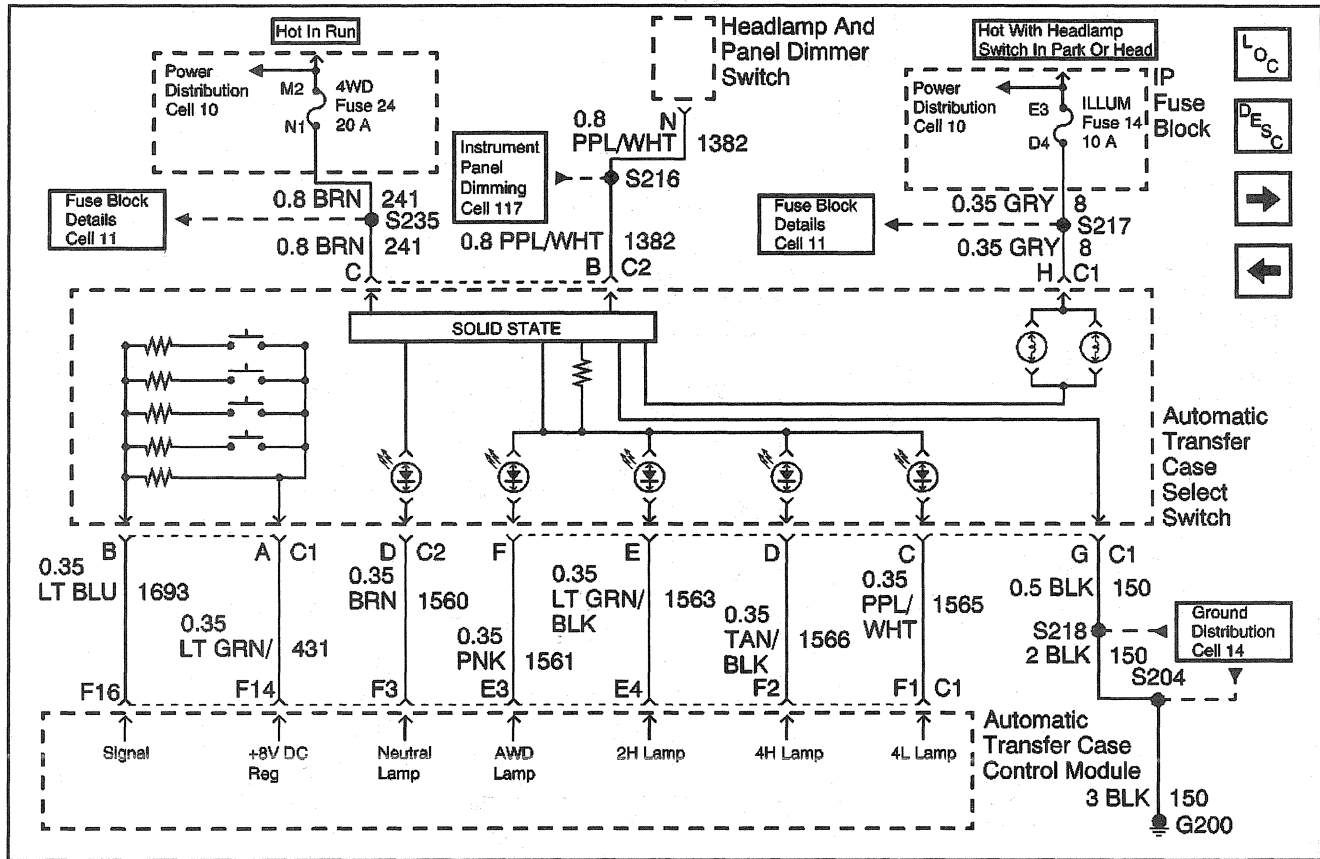 Hot In Run
Power
Distribution
Cell 10
M2
4WD
Fuse 24
20 A
N1
Headlamp And
Panel Dimmer
Switch
Hot With Headlamp
Switch In Park Or Head
Power
Distribution
Cell 10
E3
ILLUM
Fuse 14
10 A
D4
IP
Fuse
Block
LOC
DESC
0.8
PPL/WHT
N
1382
Instrument
Panel
Dimming
Cell 117
S216
Fuse Block
Details
Cell 11
0.8 BRN 241
S235
0.8 BRN 241
C
0.8 PPL/WHT 1382
B C2
Fuse Block
Details
Cell 11
0.35 GRY 8
S217
0.35 GRY 8
H C1
SOLID STATE
Automatic
Transfer
Case
Select
Switch
B
A C1
D C2
F
E
D
C
G C1
0.35
LT BLU 1693
0.35
LT GRN/ 431
0.35
BRN 1560
0.35
PNK 1561
0.35
LT GRN/
BLK
1563
0.35
TAN/
BLK
1566
0.35
PPL/
WHT
1565
0.5 BLK 150
S218
2 BLK 150
Ground
Distribution
Cell 14
S204
F16
F14
F3
E3
E4
F2
F1 C1
Signal
+8V DC
Reg
Neutral
Lamp
AWD
Lamp
2H Lamp
4H Lamp
4L Lamp
Automatic
Transfer Case
Control Module
3 BLK 150
G200